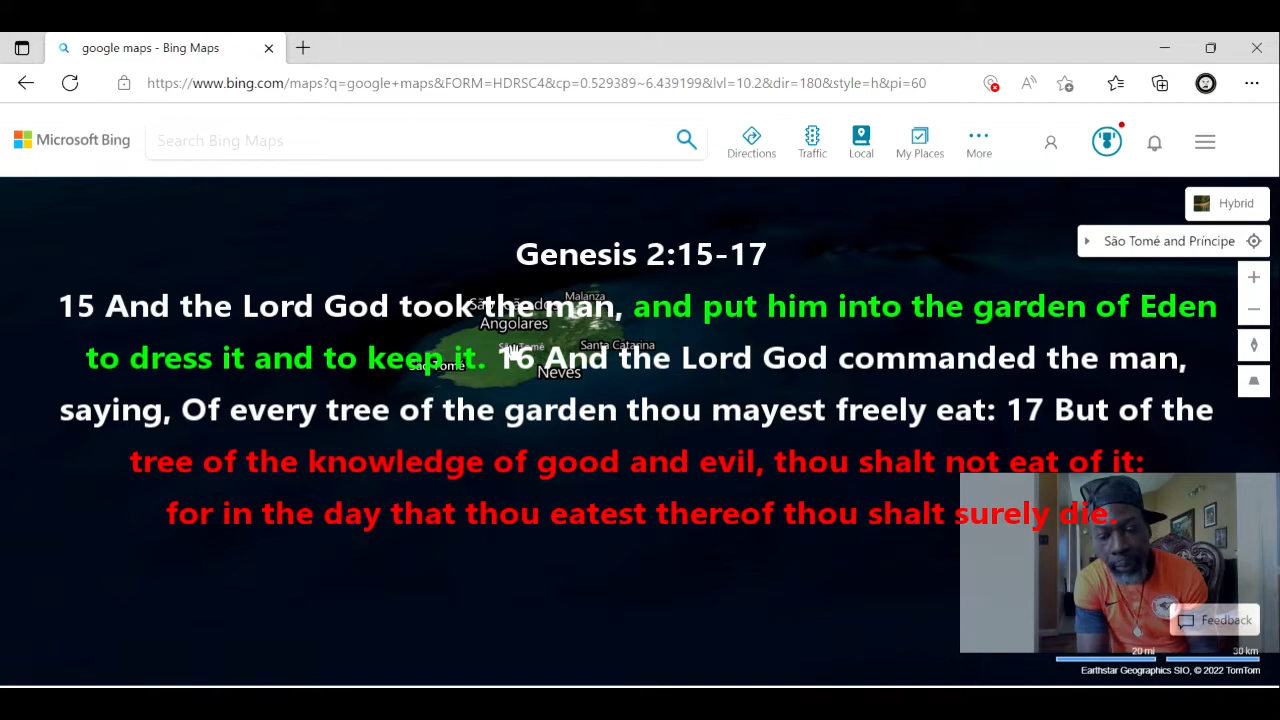 google maps - Bing Maps
https://www.bing.com/maps?q=google+maps&FORM=HDRSC4&cp=0.529389~6.439199&lvl=10.2&dir=180&style=h&pi=60
Microsoft Bing
Search Bing Maps
Directions
Traffic
Local
My Places
More
Hybrid
São Tomé and Príncipe
Genesis 2:15-17
15 And the Lord God took the man, and put him into the garden of Eden
to dress it and to keep it. 16 And the Lord God commanded the man,
saying, Of every tree of the garden thou mayest freely eat: 17 But of the
tree of the knowledge of good and evil, thou shalt not eat of it:
for in the day that thou eatest thereof thou shalt surely die.
Malanza
São João dos
Angolares
Santa Catarina
São Tomé
São Tomé
Neves
Feedback
20 mi
30 km
Earthstar Geographics SIO, © 2022 TomTom